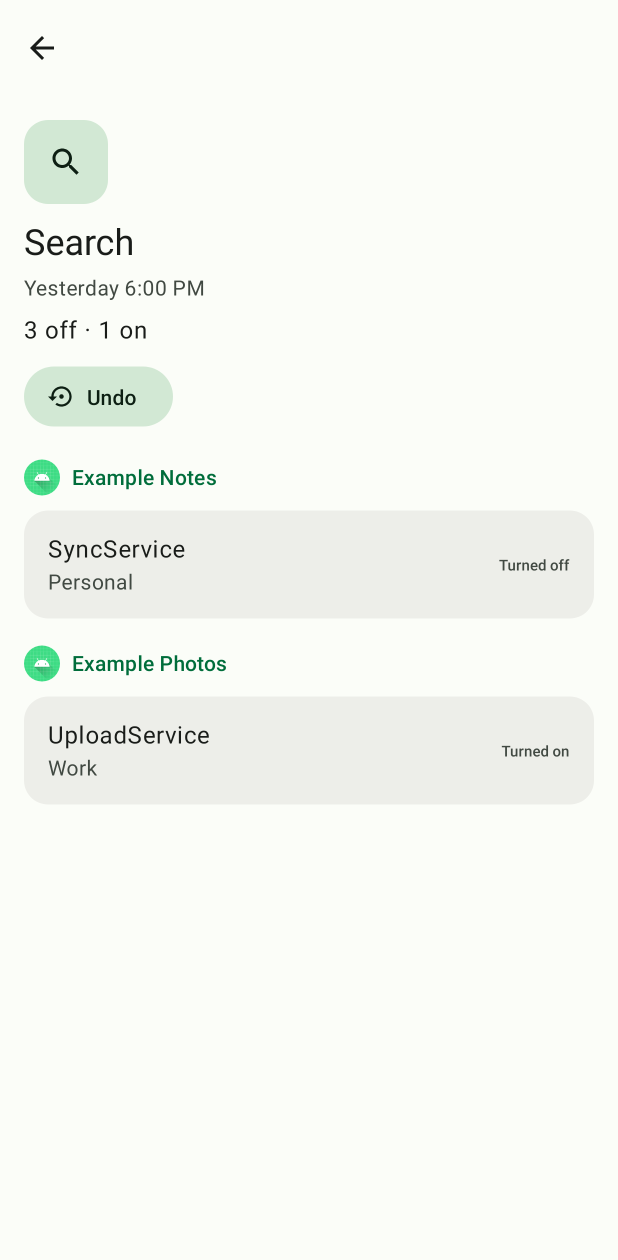 Search
Yesterday 6:00 PM
3 off · 1 on
Undo
Example Notes
SyncService
Personal
Turned off
Example Photos
UploadService
Work
Turned on